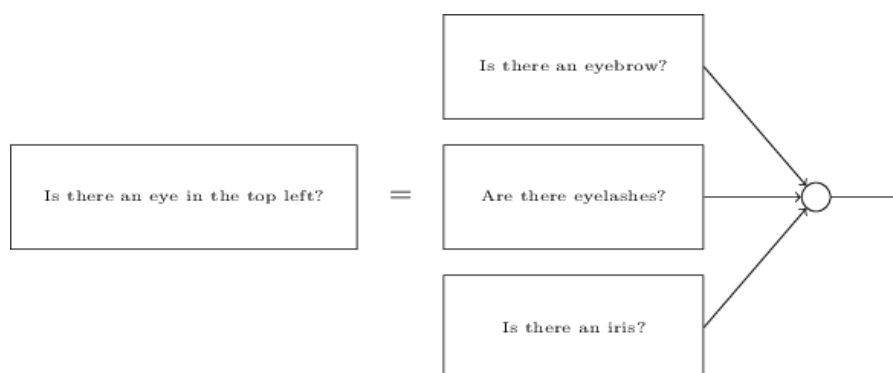 Is there an eyebrow?
Is there an eye in the top left?
=
Are there eyelashes?
Is there an iris?